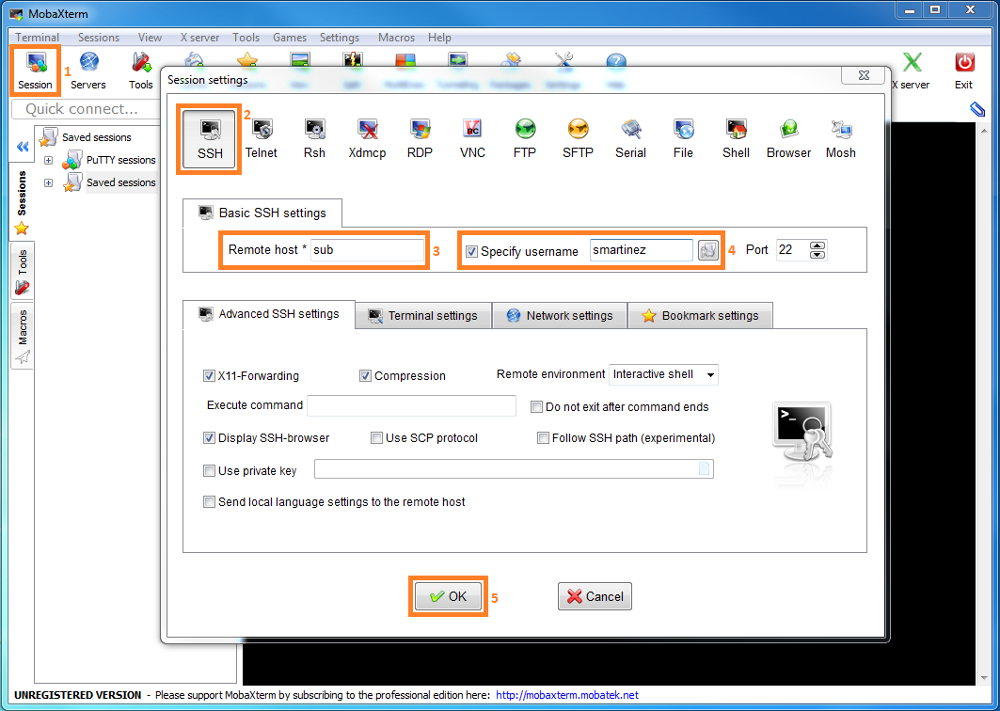 MobaXterm
Terminal Sessions View X server Tools Games Settings Macros Help
Session 1 Servers Tools X server Exit
Quick connect...
Session settings
Saved sessions
PuTTY sessions
Saved sessions
Sessions
Tools
Macros
2
SSH Telnet Rsh Xdmcp RDP VNC FTP SFTP Serial File Shell Browser Mosh
Basic SSH settings
Remote host * sub 3 Specify username smartinez 4 Port 22
Advanced SSH settings Terminal settings Network settings Bookmark settings
X11-Forwarding Compression Remote environment Interactive shell
Execute command Do not exit after command ends
Display SSH-browser Use SCP protocol Follow SSH path (experimental)
Use private key
Send local language settings to the remote host
OK 5 Cancel
UNREGISTERED VERSION - Please support MobaXterm by subscribing to the professional edition here: http://mobaxterm.mobatek.net